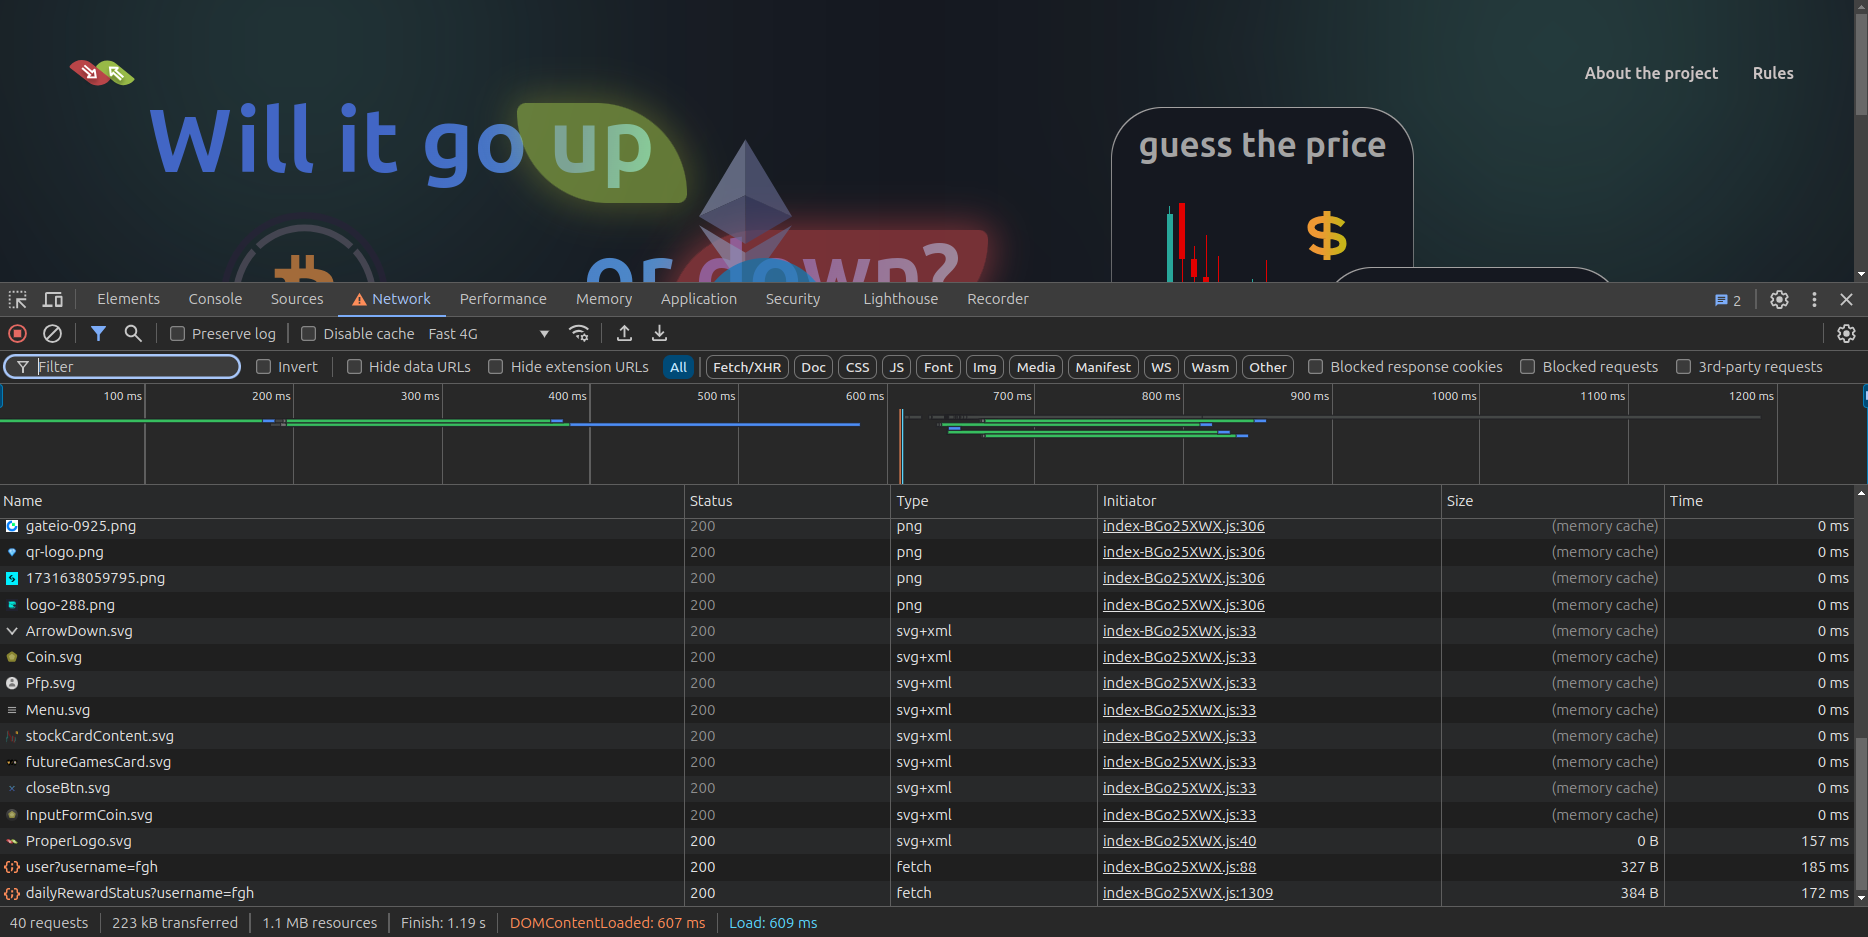 About the project Rules
Will it go up
or down?
guess the price
$
Elements Console Sources Network Performance Memory Application Security Lighthouse Recorder 2
Preserve log Disable cache Fast 4G
Filter Invert Hide data URLs Hide extension URLs All Fetch/XHR Doc CSS JS Font Img Media Manifest WS Wasm Other Blocked response cookies Blocked requests 3rd-party requests
100 ms 200 ms 300 ms 400 ms 500 ms 600 ms 700 ms 800 ms 900 ms 1000 ms 1100 ms 1200 ms
Name Status Type Initiator Size Time
gateio-0925.png 200 png index-BGo25XWX.js:306 (memory cache) 0 ms
qr-logo.png 200 png index-BGo25XWX.js:306 (memory cache) 0 ms
1731638059795.png 200 png index-BGo25XWX.js:306 (memory cache) 0 ms
logo-288.png 200 png index-BGo25XWX.js:306 (memory cache) 0 ms
ArrowDown.svg 200 svg+xml index-BGo25XWX.js:33 (memory cache) 0 ms
Coin.svg 200 svg+xml index-BGo25XWX.js:33 (memory cache) 0 ms
Pfp.svg 200 svg+xml index-BGo25XWX.js:33 (memory cache) 0 ms
Menu.svg 200 svg+xml index-BGo25XWX.js:33 (memory cache) 0 ms
stockCardContent.svg 200 svg+xml index-BGo25XWX.js:33 (memory cache) 0 ms
futureGamesCard.svg 200 svg+xml index-BGo25XWX.js:33 (memory cache) 0 ms
closeBtn.svg 200 svg+xml index-BGo25XWX.js:33 (memory cache) 0 ms
InputFormCoin.svg 200 svg+xml index-BGo25XWX.js:33 (memory cache) 0 ms
ProperLogo.svg 200 svg+xml index-BGo25XWX.js:40 0 B 157 ms
user?username=fgh 200 fetch index-BGo25XWX.js:88 327 B 185 ms
dailyRewardStatus?username=fgh 200 fetch index-BGo25XWX.js:1309 384 B 172 ms
40 requests 223 kB transferred 1.1 MB resources Finish: 1.19 s DOMContentLoaded: 607 ms Load: 609 ms